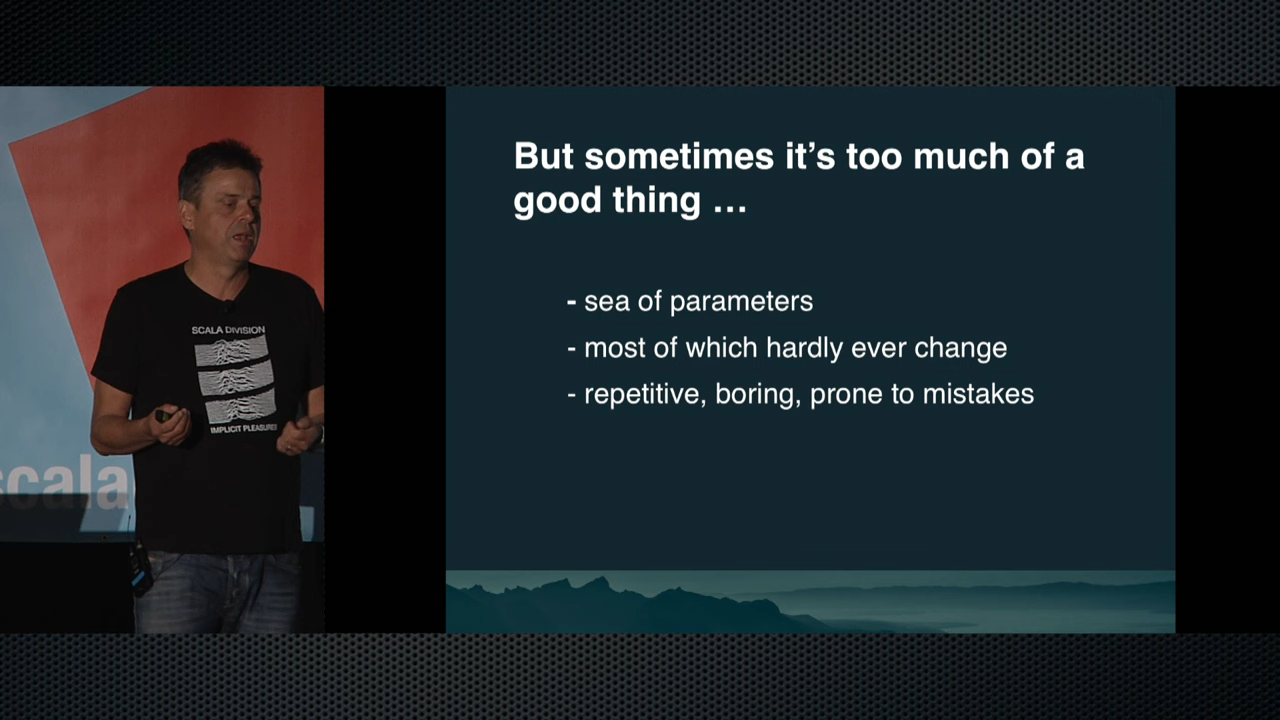 But sometimes it's too much of a
good thing …
- sea of parameters
- most of which hardly ever change
- repetitive, boring, prone to mistakes
SCALA DIVISION
IMPLICIT PLEASURES
scala